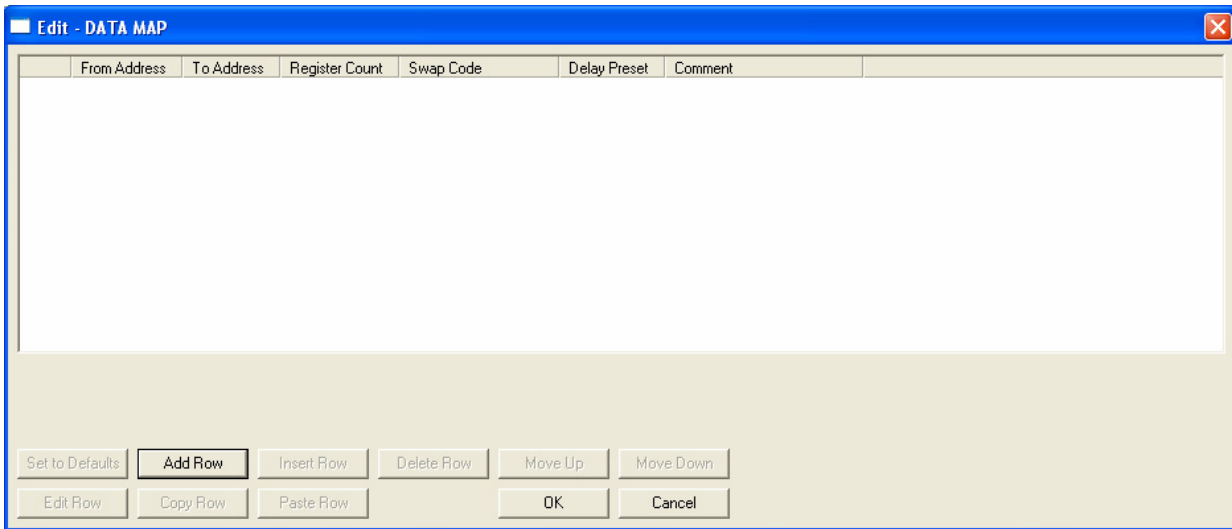 Edit - DATA MAP
From Address To Address Register Count Swap Code Delay Preset Comment
Set to Defaults Add Row Insert Row Delete Row Move Up Move Down
Edit Row Copy Row Paste Row OK Cancel